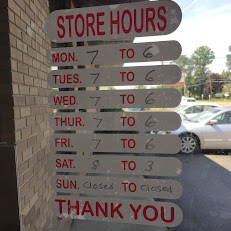 STORE HOURS
MON. 7 TO 6
TUES. 7 TO 6
WED. 7 TO 6
THUR. 7 TO 6
FRI. 7 TO 6
SAT. 8 TO 3
SUN. Closed TO Closed
THANK YOU